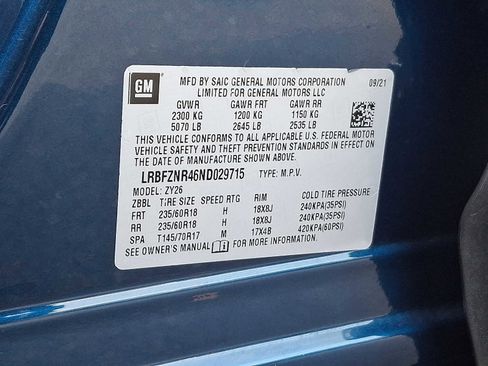 GM
MFD BY SAIC GENERAL MOTORS CORPORATION 09/21
LIMITED FOR GENERAL MOTORS LLC
GVWR GAWR FRT GAWR RR
2300 KG 1200 KG 1150 KG
5070 LB 2645 LB 2535 LB
THIS VEHICLE CONFORMS TO ALL APPLICABLE U.S. FEDERAL MOTOR
VEHICLE SAFETY AND THEFT PREVENTION STANDARDS IN EFFECT ON THE
DATE OF MANUFACTURE SHOWN ABOVE.
LRBFZNR46ND029715 TYPE: M.P.V.
MODEL: ZY26
ZBBL TIRE SIZE SPEED RTG RIM COLD TIRE PRESSURE
FRT 235/60R18 H 18X8J 240KPA(35PSI)
RR 235/60R18 H 18X8J 240KPA(35PSI)
SPA T145/70R17 M 17X4B 420KPA(60PSI)
SEE OWNER'S MANUAL FOR MORE INFORMATION.